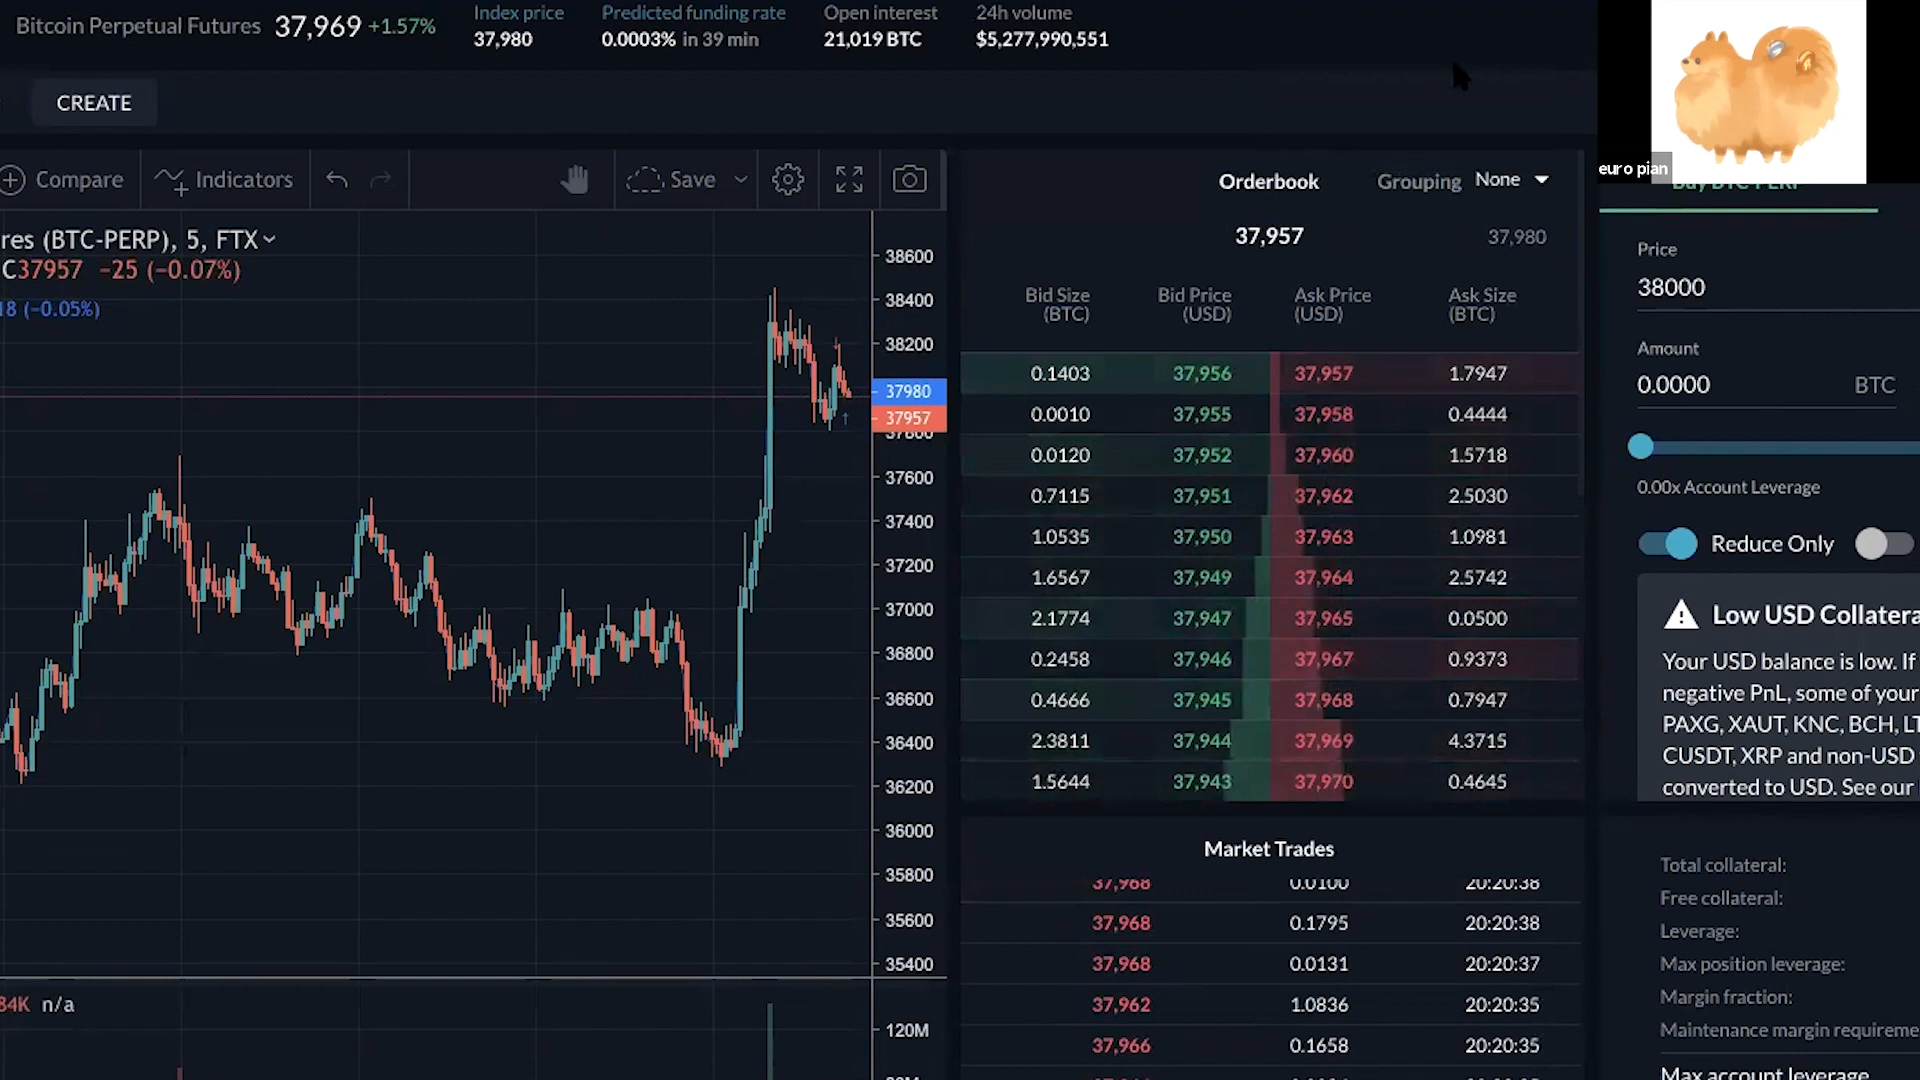 Bitcoin Perpetual Futures 37,969 +1.57%
Index price
37,980
Predicted funding rate
0.0003% in 39 min
Open interest
21,019 BTC
24h volume
$5,277,990,551
euro pian
CREATE
Compare
Indicators
Save
res (BTC-PERP), 5, FTX
C37957 −25 (−0.07%)
18 (−0.05%)
38600
38400
38200
37980
37957
37800
37600
37400
37200
37000
36800
36600
36400
36200
36000
35800
35600
35400
84K n/a
120M
Orderbook
Grouping None
37,957 37,980
Bid Size (BTC) Bid Price (USD) Ask Price (USD) Ask Size (BTC)
0.1403 37,956 37,957 1.7947
0.0010 37,955 37,958 0.4444
0.0120 37,952 37,960 1.5718
0.7115 37,951 37,962 2.5030
1.0535 37,950 37,963 1.0981
1.6567 37,949 37,964 2.5742
2.1774 37,947 37,965 0.0500
0.2458 37,946 37,967 0.9373
0.4666 37,945 37,968 0.7947
2.3811 37,944 37,969 4.3715
1.5644 37,943 37,970 0.4645
Market Trades
37,968 0.0100 20:20:38
37,968 0.1795 20:20:38
37,968 0.0131 20:20:37
37,962 1.0836 20:20:35
37,966 0.1658 20:20:35
Buy BTC-PERP
Price
38000
Amount
0.0000 BTC
0.00x Account Leverage
Reduce Only
Low USD Collatera
Your USD balance is low. If
negative PnL, some of your
PAXG, XAUT, KNC, BCH, LT
CUSDT, XRP and non-USD
converted to USD. See our
Total collateral:
Free collateral:
Leverage:
Max position leverage:
Margin fraction:
Maintenance margin requireme
Max account leverage